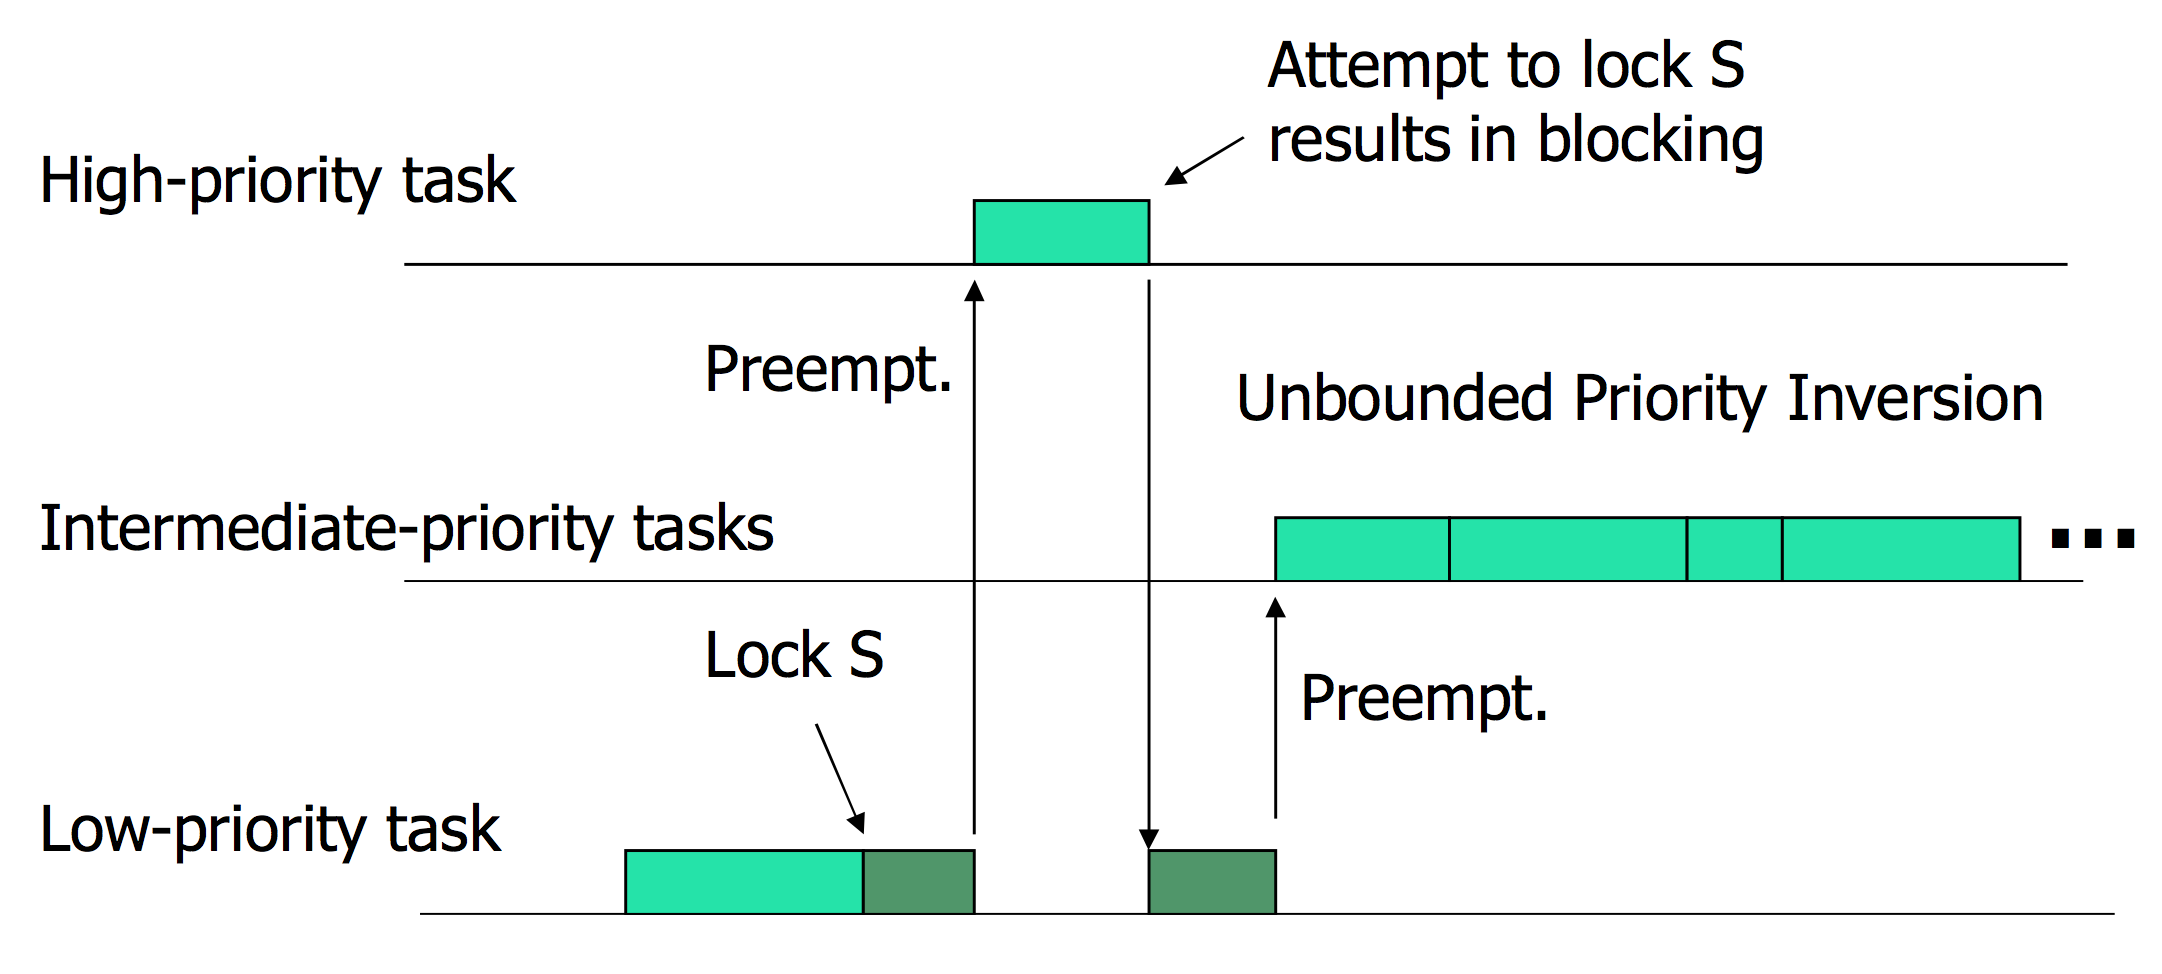 Attempt to lock S
results in blocking
High-priority task
Preempt.
Unbounded Priority Inversion
Intermediate-priority tasks
...
Lock S
Preempt.
Low-priority task